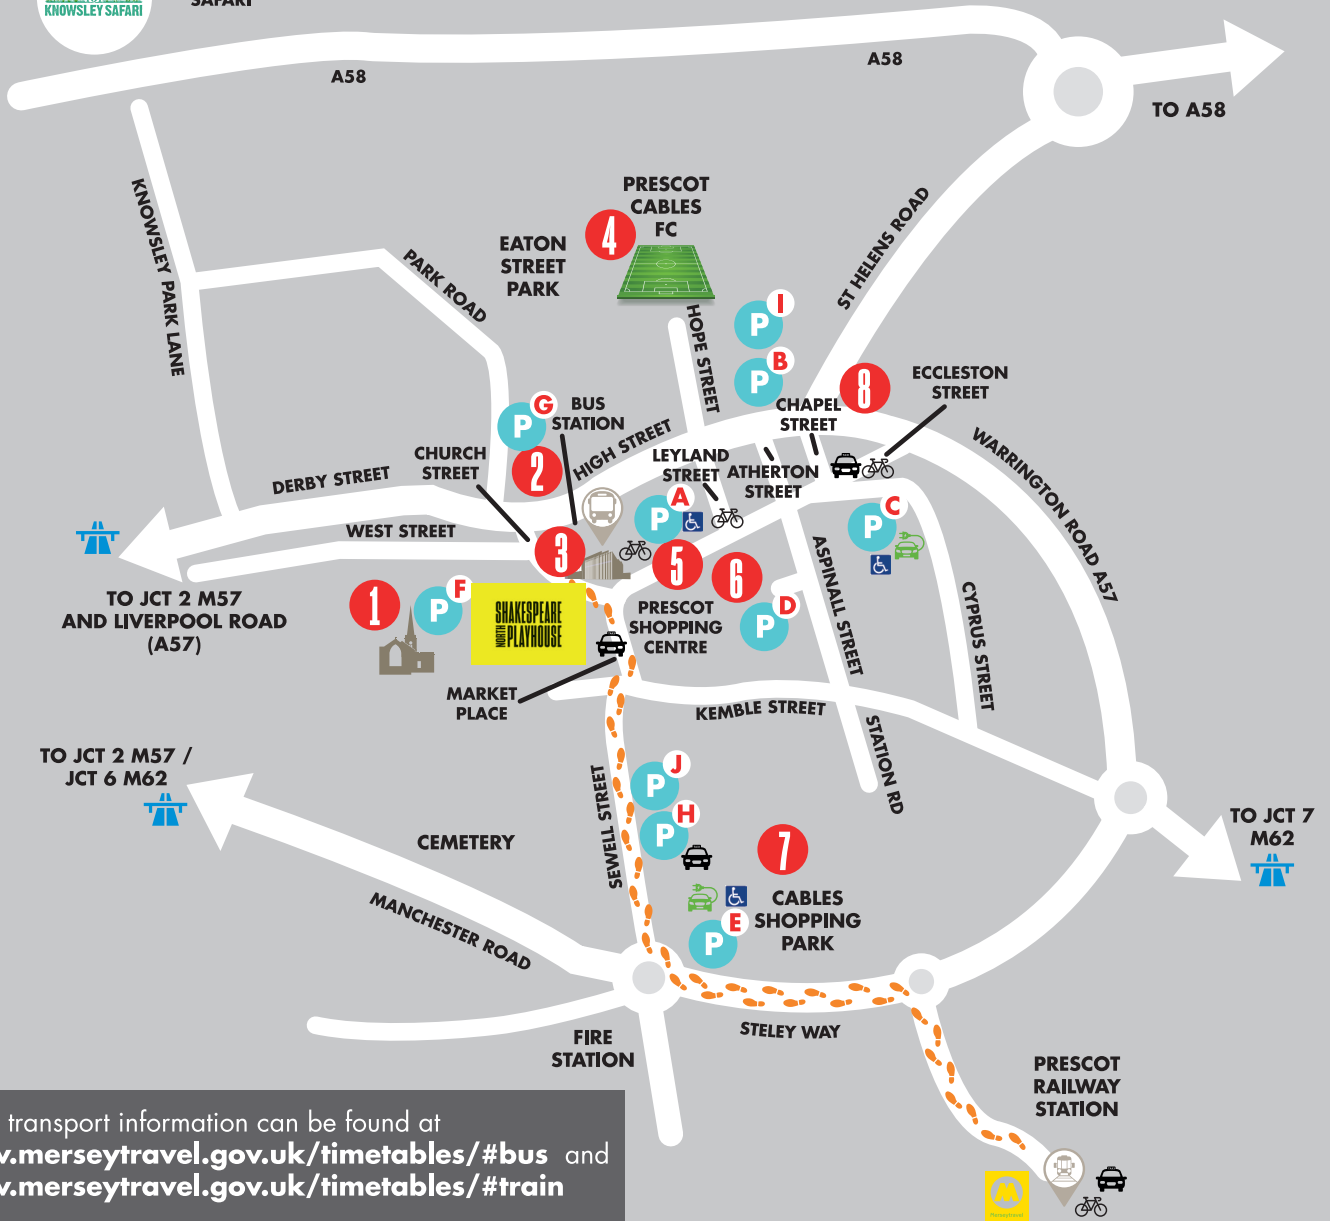 KNOWSLEY SAFARI
SAFARI
A58
A58
TO A58
KNOWSLEY PARK LANE
PARK ROAD
EATON
STREET
PARK
4
PRESCOT
CABLES
FC
HOPE STREET
ST HELENS ROAD
P I
P B
CHAPEL
STREET
8
ECCLESTON
STREET
P G
BUS
STATION
HIGH STREET
CHURCH
STREET
2
DERBY STREET
WEST STREET
LEYLAND
STREET
ATHERTON
STREET
WARRINGTON ROAD A57
P A
P C
3
5
6
ASPINALL STREET
CYPRUS STREET
TO JCT 2 M57
AND LIVERPOOL ROAD
(A57)
1
P F
SHAKESPEARE
NORTH PLAYHOUSE
PRESCOT
SHOPPING
CENTRE
P D
MARKET
PLACE
KEMBLE STREET
STATION RD
TO JCT 2 M57 /
JCT 6 M62
SEWELL STREET
P J
P H
7
TO JCT 7
M62
CEMETERY
MANCHESTER ROAD
CABLES
SHOPPING
PARK
P E
STELEY WAY
FIRE
STATION
PRESCOT
RAILWAY
STATION
M
Merseytravel
transport information can be found at
v.merseytravel.gov.uk/timetables/#bus and
v.merseytravel.gov.uk/timetables/#train